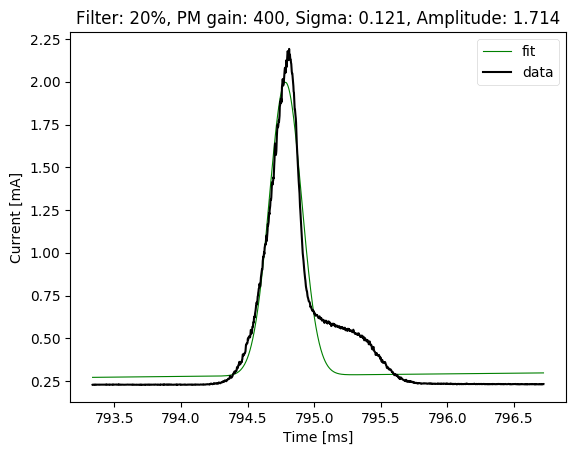 Filter: 20%, PM gain: 400, Sigma: 0.121, Amplitude: 1.714
fit
data
2.25
2.00
1.75
1.50
1.25
1.00
0.75
0.50
0.25
Current [mA]
793.5 794.0 794.5 795.0 795.5 796.0 796.5
Time [ms]